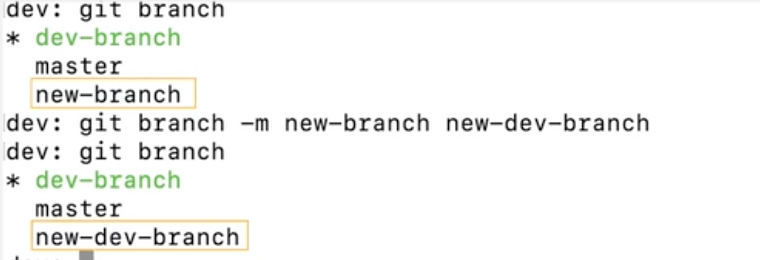 dev: git branch
* dev-branch
master
new-branch
dev: git branch -m new-branch new-dev-branch
dev: git branch
* dev-branch
master
new-dev-branch